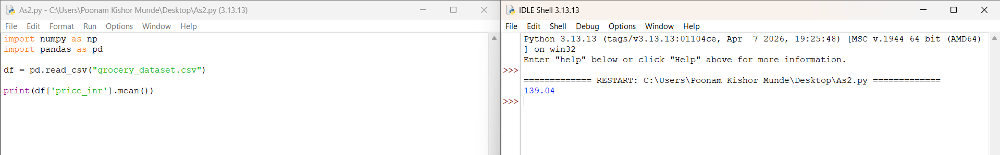 As2.py - C:\Users\Poonam Kishor Munde\Desktop\As2.py (3.13.13)
File Edit Format Run Options Window Help
import numpy as np
import pandas as pd
df = pd.read_csv("grocery_dataset.csv")
print(df['price_inr'].mean())
IDLE Shell 3.13.13
File Edit Shell Debug Options Window Help
Python 3.13.13 (tags/v3.13.13:01104ce, Apr  7 2026, 19:25:48) [MSC v.1944 64 bit (AMD64)
] on win32
Enter "help" below or click "Help" above for more information.
>>>
============= RESTART: C:\Users\Poonam Kishor Munde\Desktop\As2.py =============
139.04
>>>